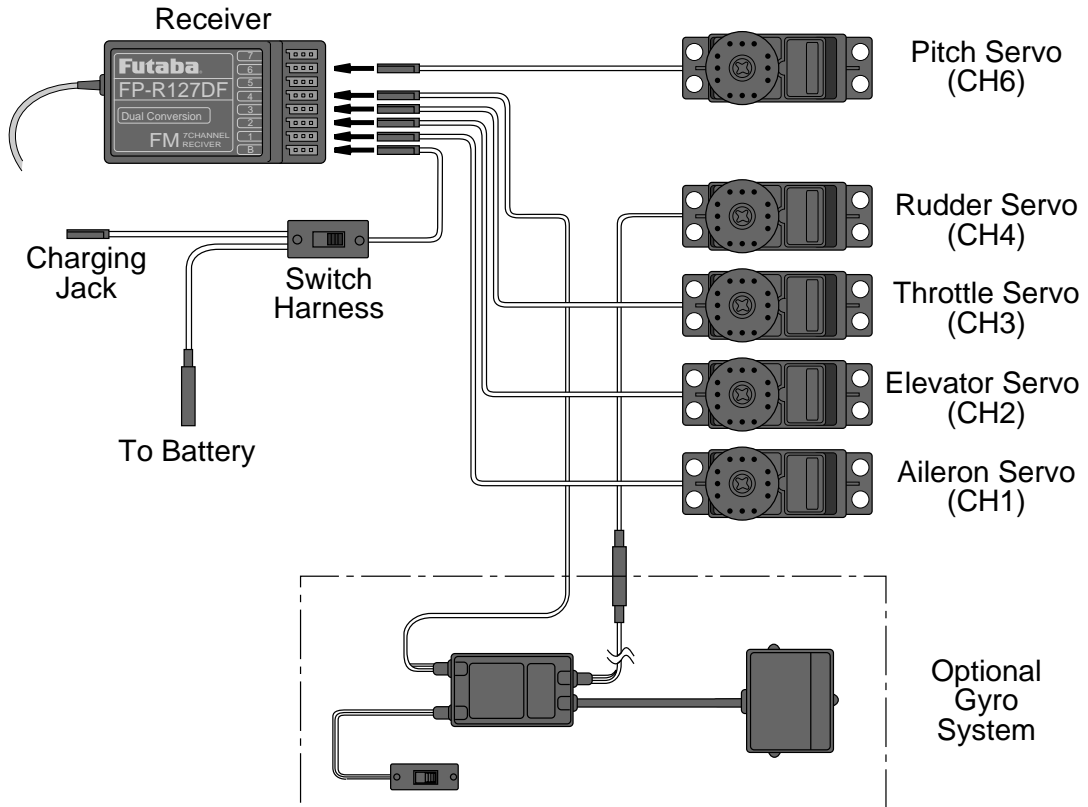 Receiver
Futaba
FP-R127DF
Dual Conversion
FM 7CHANNEL
RECIVER
7
6
5
4
3
2
1
B
Pitch Servo
(CH6)
Rudder Servo
(CH4)
Throttle Servo
(CH3)
Elevator Servo
(CH2)
Aileron Servo
(CH1)
Charging
Jack
Switch
Harness
To Battery
Optional
Gyro
System